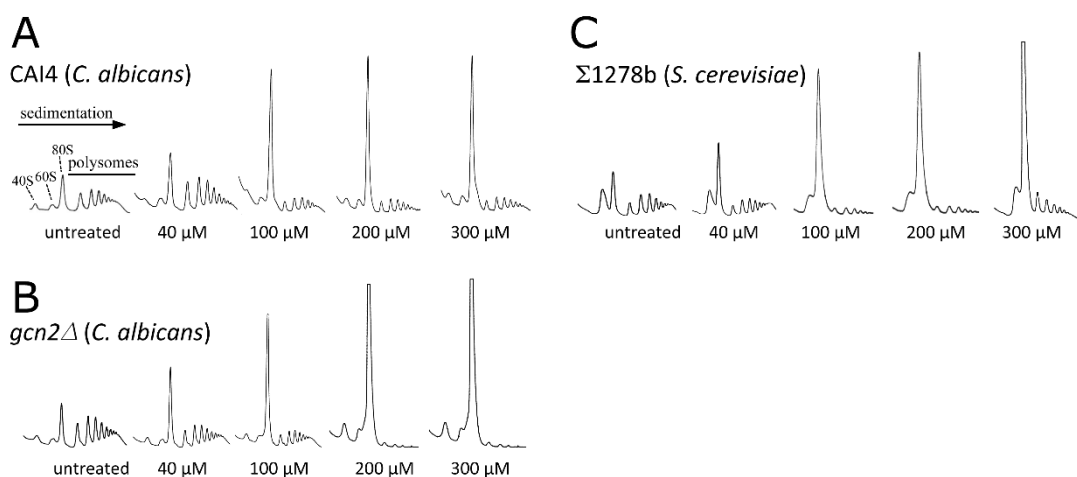 A
CAI4 (C. albicans)
sedimentation
80S
polysomes
40S
60S
untreated
40 µM
100 µM
200 µM
300 µM
B
gcn2Δ (C. albicans)
untreated
40 µM
100 µM
200 µM
300 µM
C
Σ1278b (S. cerevisiae)
untreated
40 µM
100 µM
200 µM
300 µM